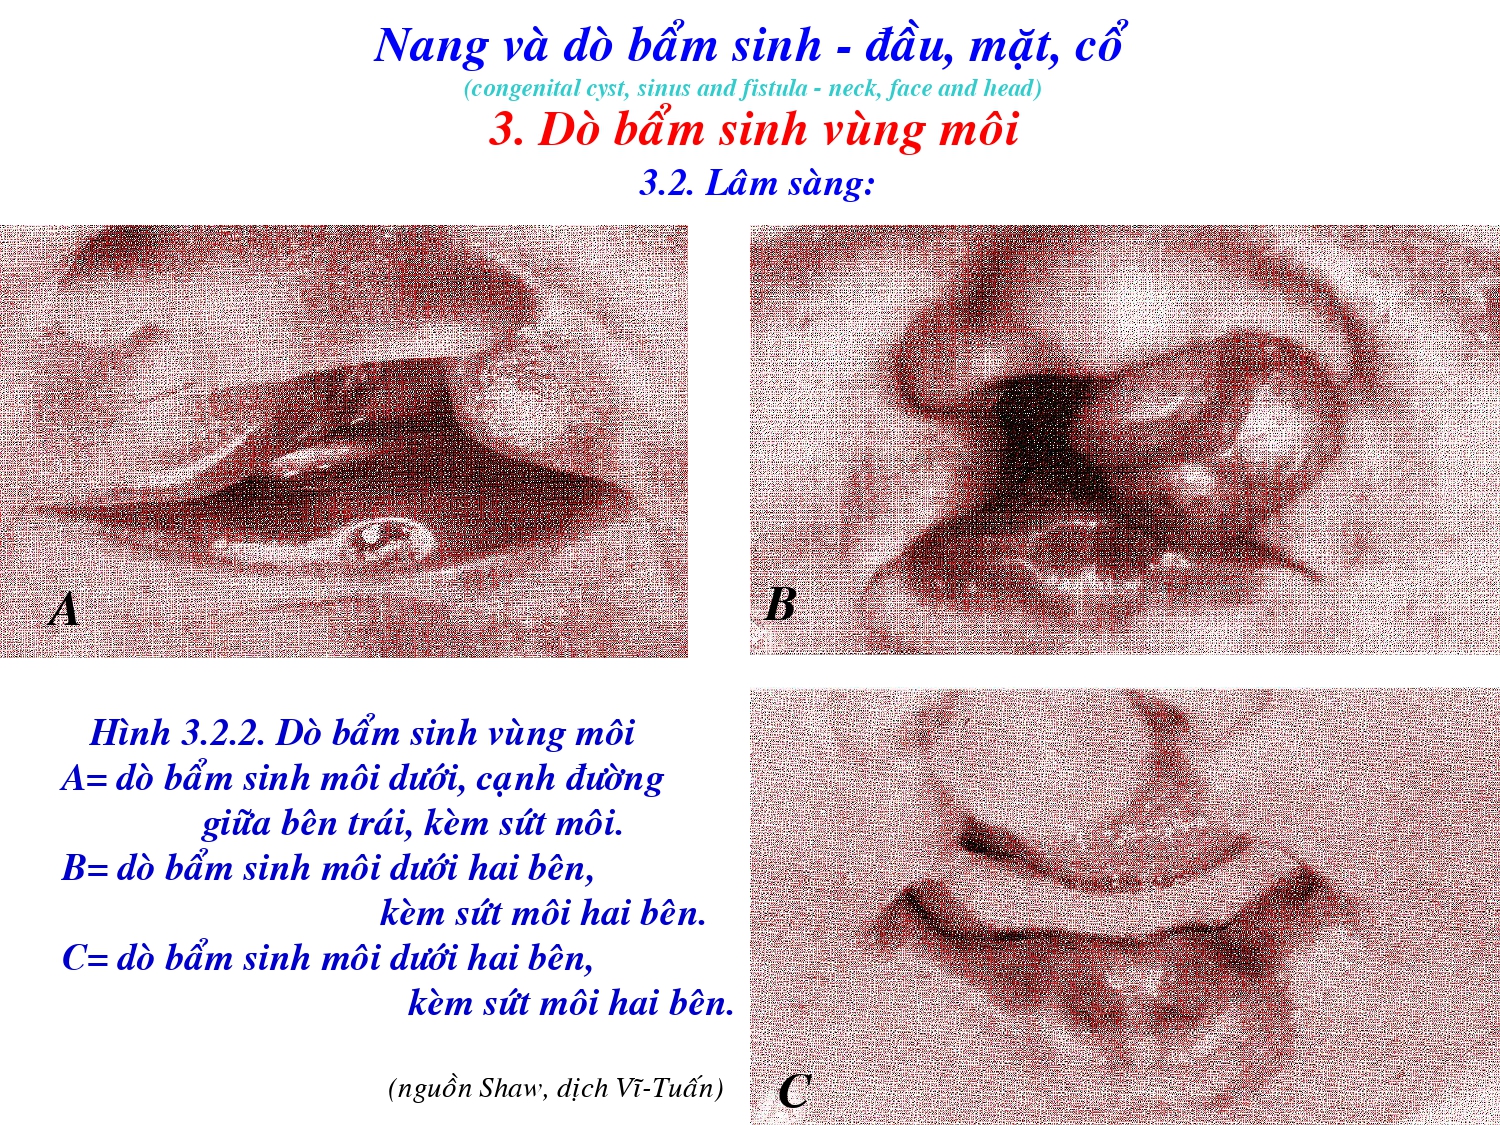 Nang và dò bẩm sinh - đầu, mặt, cổ
(congenital cyst, sinus and fistula - neck, face and head)
3. Dò bẩm sinh vùng môi
3.2. Lâm sàng:
A
B
Hình 3.2.2. Dò bẩm sinh vùng môi
A= dò bẩm sinh môi dưới, cạnh đường
giữa bên trái, kèm sứt môi.
B= dò bẩm sinh môi dưới hai bên,
kèm sứt môi hai bên.
C= dò bẩm sinh môi dưới hai bên,
kèm sứt môi hai bên.
(nguồn Shaw, dịch Vĩ-Tuấn)
C